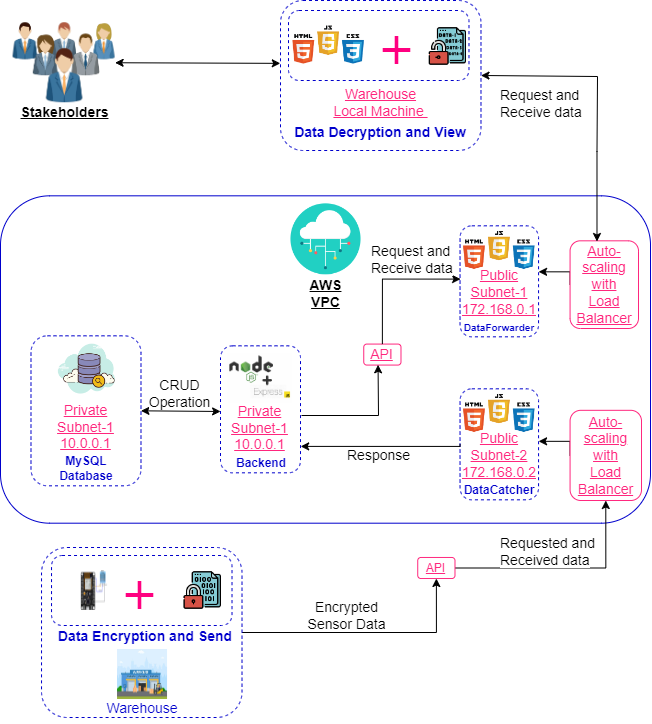 HTML
JS
CSS
Stakeholders
Warehouse
Local Machine
Data Decryption and View
Request and
Receive data
AWS
VPC
Request and
Receive data
HTML
JS
CSS
Public
Subnet-1
172.168.0.1
DataForwarder
Auto-
scaling
with
Load
Balancer
API
CRUD
Operation
Private
Subnet-1
10.0.0.1
MySQL
Database
node
JS
+
Express
Private
Subnet-1
10.0.0.1
Backend
Response
HTML
JS
CSS
Public
Subnet-2
172.168.0.2
DataCatcher
Auto-
scaling
with
Load
Balancer
Requested and
Received data
API
Encrypted
Sensor Data
Data Encryption and Send
Warehouse